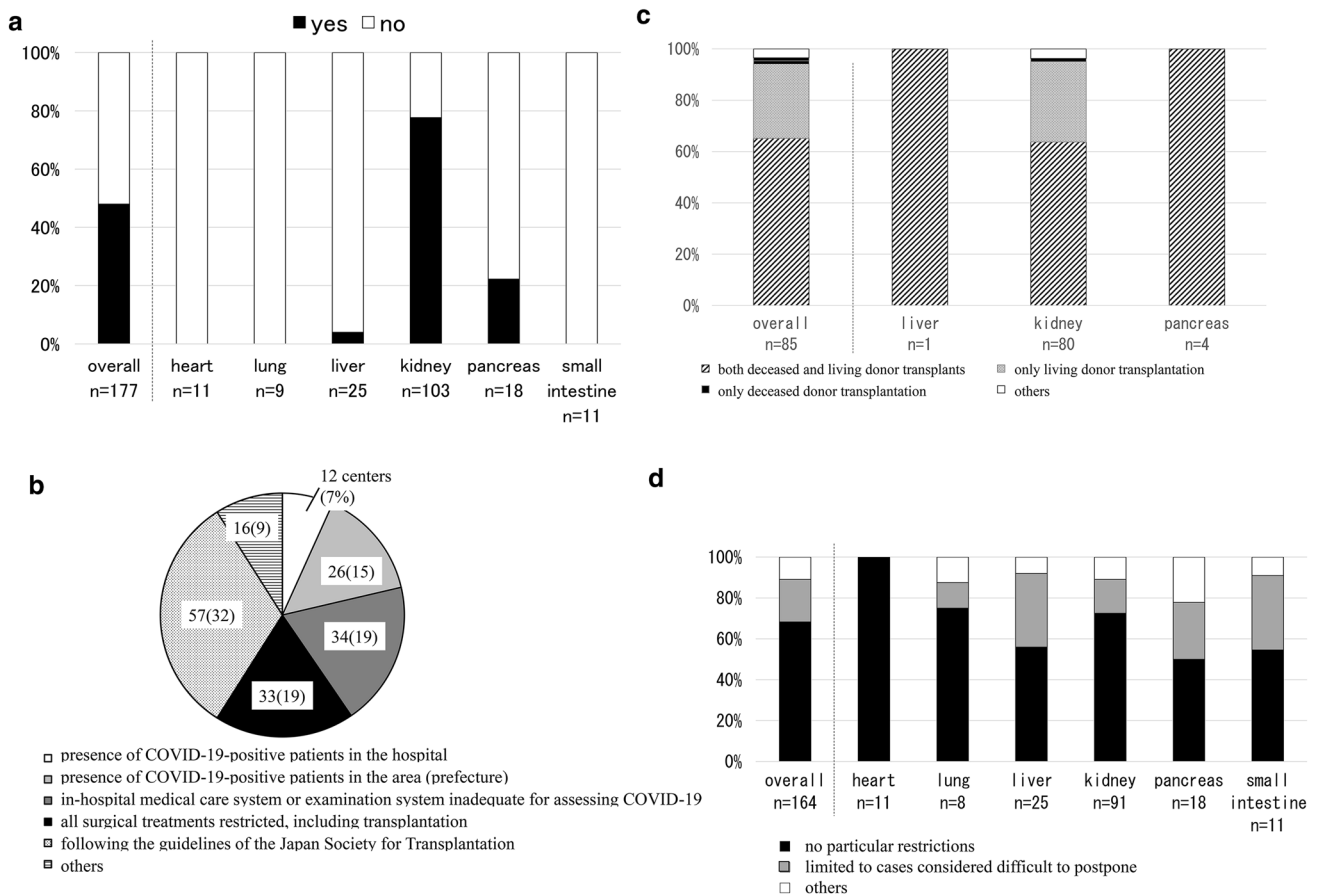 a
■ yes □ no
100%
80%
60%
40%
20%
0%
overall heart lung liver kidney pancreas small
intestine
n=177 n=11 n=9 n=25 n=103 n=18
n=11
b
12 centers
(7%)
16(9)
26(15)
57(32)
34(19)
33(19)
presence of COVID-19-positive patients in the hospital
presence of COVID-19-positive patients in the area (prefecture)
in-hospital medical care system or examination system inadequate for assessing COVID-19
all surgical treatments restricted, including transplantation
following the guidelines of the Japan Society for Transplantation
others
c
100%
80%
60%
40%
20%
0%
overall liver kidney pancreas
n=85 n=1 n=80 n=4
both deceased and living donor transplants only living donor transplantation
only deceased donor transplantation others
d
100%
80%
60%
40%
20%
0%
overall heart lung liver kidney pancreas small
n=164 n=11 n=8 n=25 n=91 n=18 intestine
n=11
no particular restrictions
limited to cases considered difficult to postpone
others